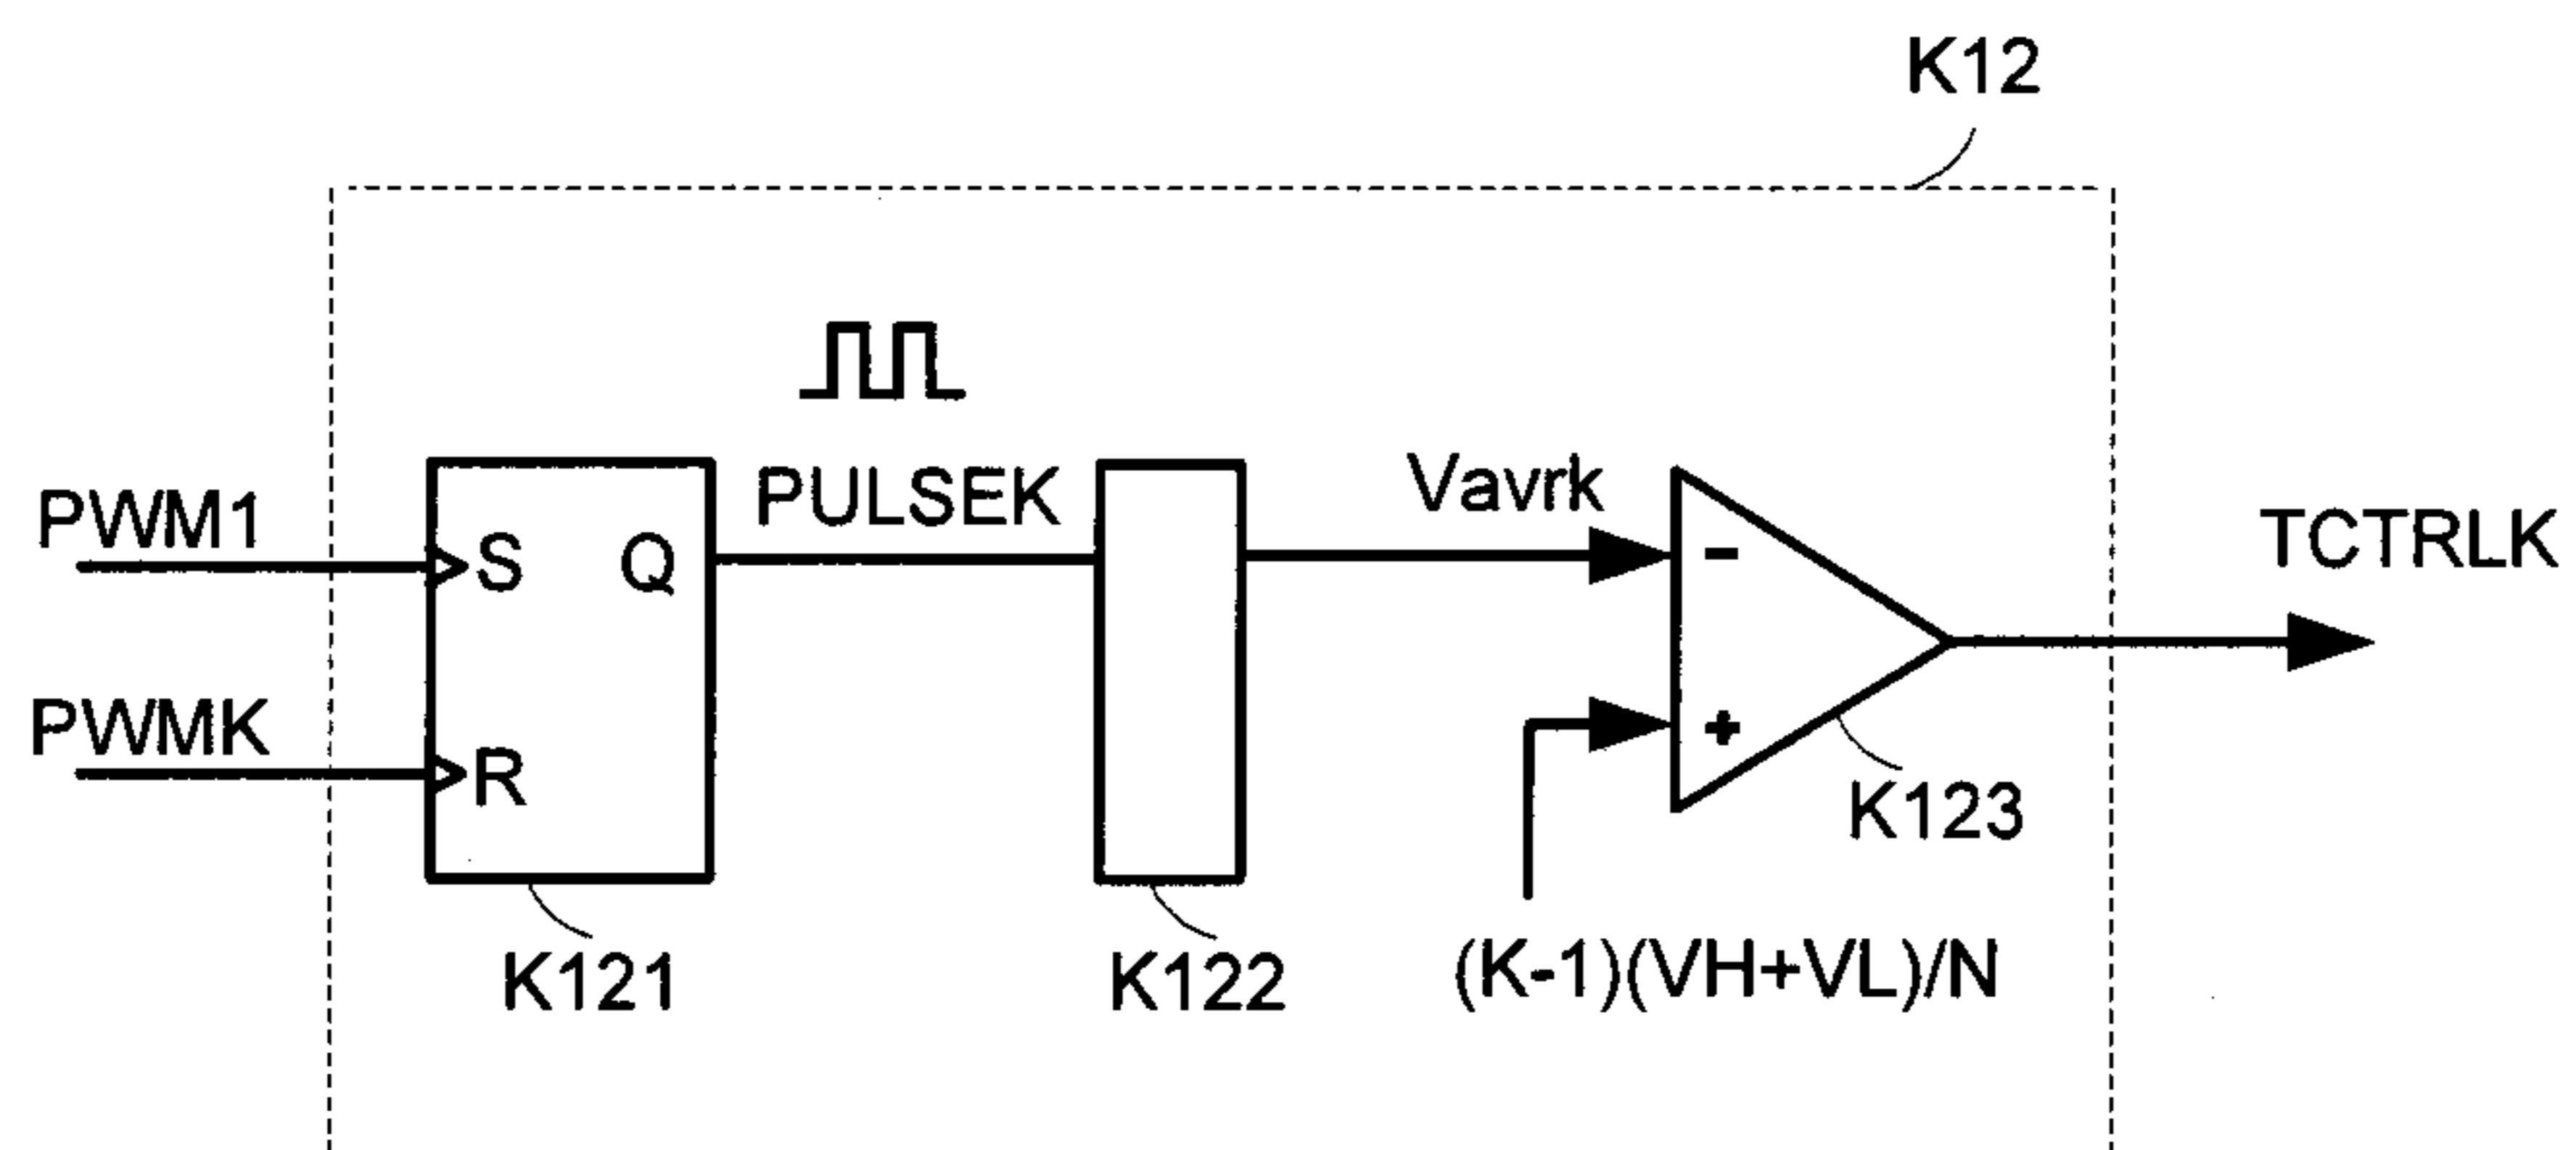 K12
PWM1
S
Q
PULSEK
Vavrk
-
TCTRLK
PWMK
R
+
K121
K122
K123
(K-1)(VH+VL)/N